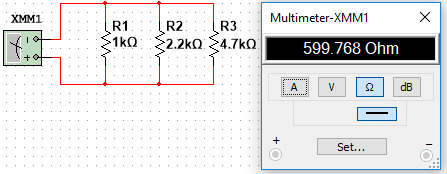 XMM1
R1
1kΩ
R2
2.2kΩ
R3
4.7kΩ
Multimeter-XMM1 X
599.768 Ohm
A V Ω dB
+ −
Set...